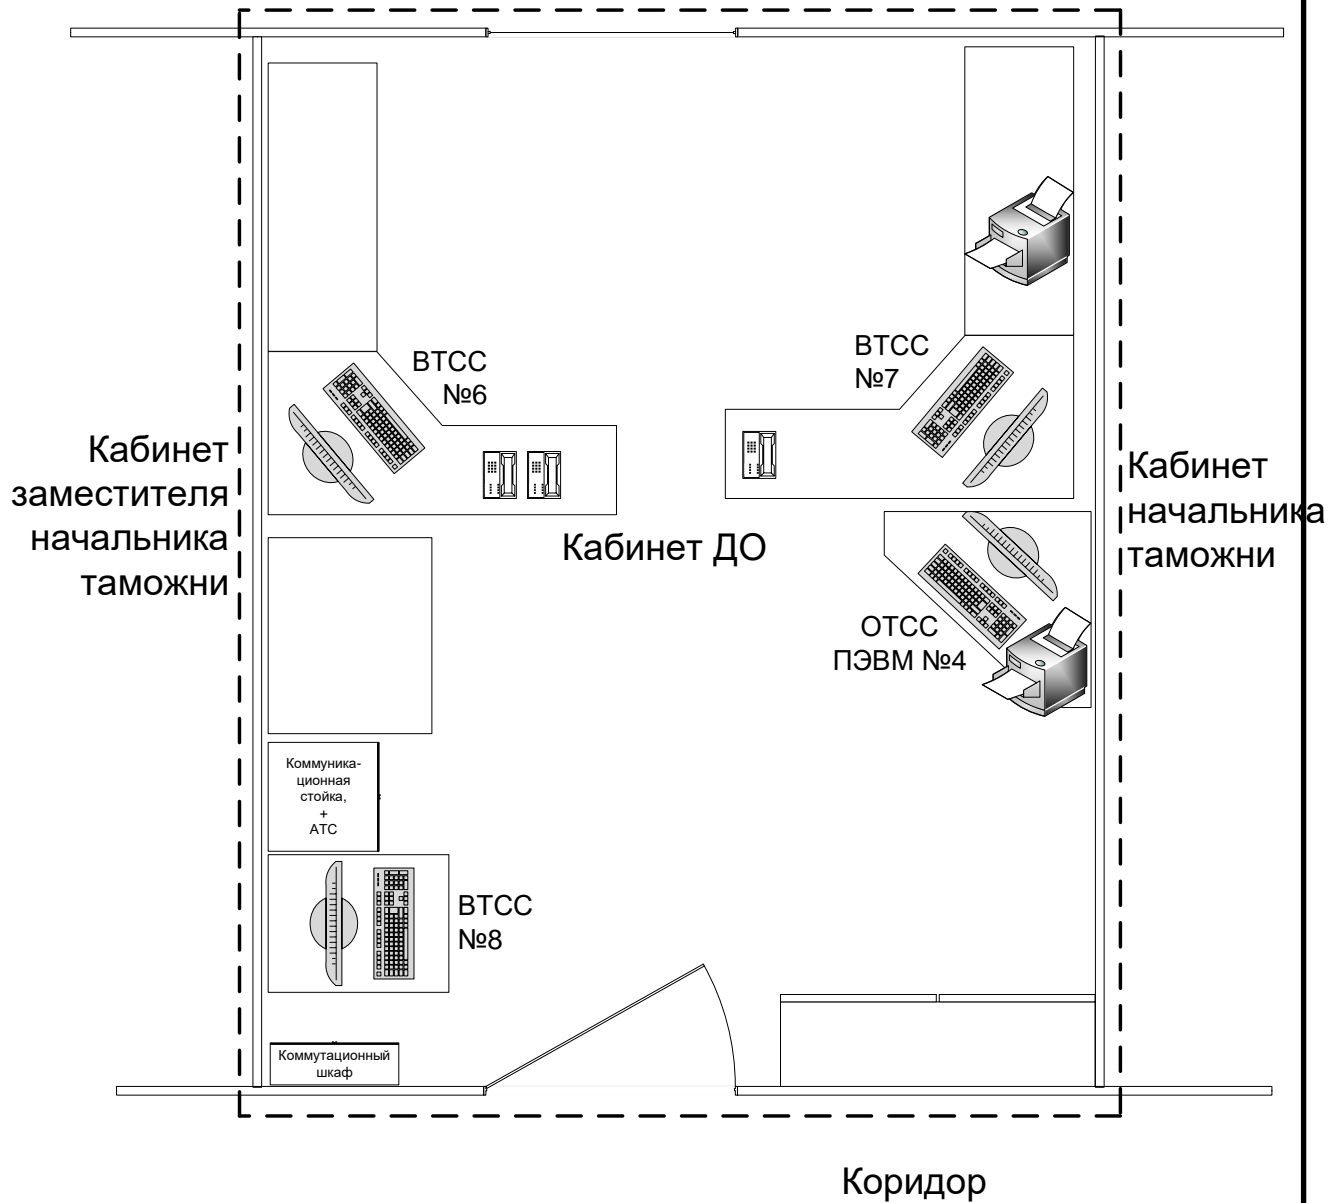 ВТСС
№6
ВТСС
№7
Кабинет
заместителя
начальника
таможни
Кабинет
начальника
таможни
Кабинет ДО
ОТСС
ПЭВМ №4
Коммуника-
ционная
стойка,
+
АТС
ВТСС
№8
Коммутационный
шкаф
Коридор